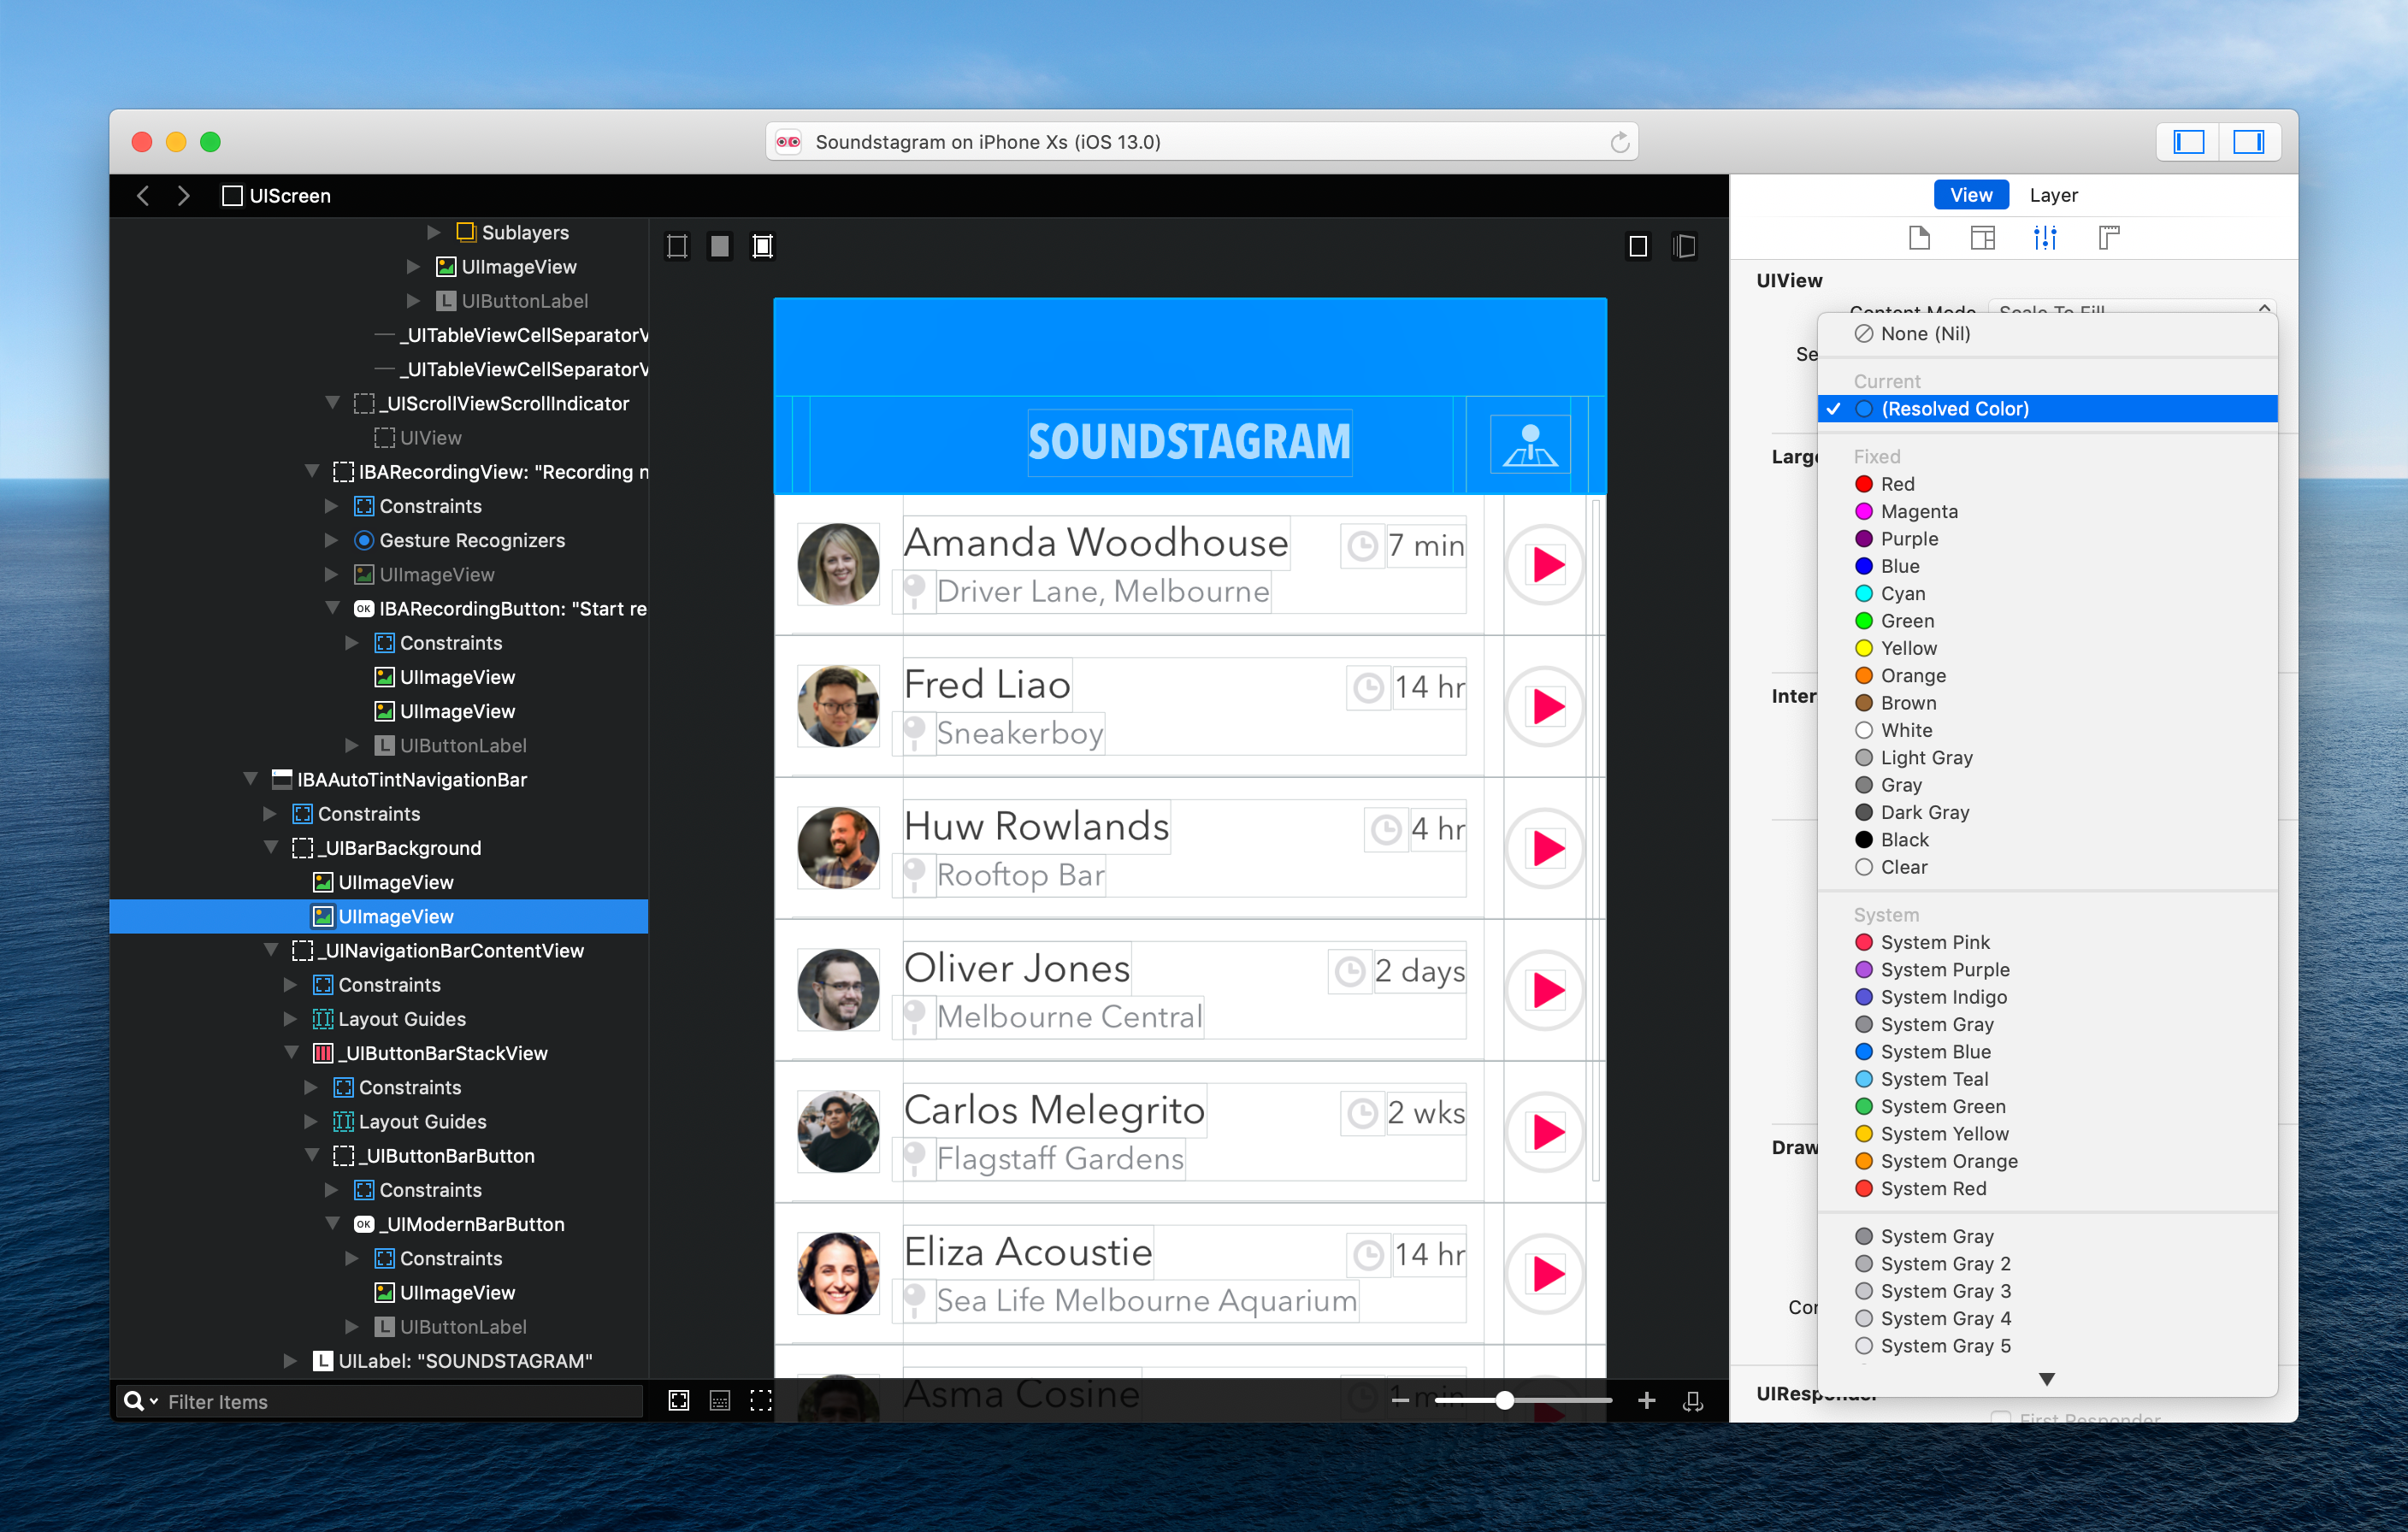 Soundstagram on iPhone Xs (iOS 13.0)
UIScreen
Sublayers
UIImageView
L UIButtonLabel
_UITableViewCellSeparatorV
_UITableViewCellSeparatorV
_UIScrollViewScrollIndicator
UIView
IBARecordingView: "Recording n
Constraints
Gesture Recognizers
UIImageView
OK IBARecordingButton: "Start re
Constraints
UIImageView
UIImageView
L UIButtonLabel
IBAAutoTintNavigationBar
Constraints
_UIBarBackground
UIImageView
UIImageView
_UINavigationBarContentView
Constraints
Layout Guides
_UIButtonBarStackView
Constraints
Layout Guides
_UIButtonBarButton
Constraints
OK _UIModernBarButton
Constraints
UIImageView
L UIButtonLabel
L UILabel: "SOUNDSTAGRAM"
Filter Items
SOUNDSTAGRAM
Amanda Woodhouse
7 min
Driver Lane, Melbourne
Fred Liao
14 hr
Sneakerboy
Huw Rowlands
4 hr
Rooftop Bar
Oliver Jones
2 days
Melbourne Central
Carlos Melegrito
2 wks
Flagstaff Gardens
Eliza Acoustie
14 hr
Sea Life Melbourne Aquarium
Asma Cosine
1 min
View
Layer
UIView
Content Mode
Scale To Fill
Se
Large
Inter
Draw
Con
UIResponder
First Responder
None (Nil)
Current
(Resolved Color)
Fixed
Red
Magenta
Purple
Blue
Cyan
Green
Yellow
Orange
Brown
White
Light Gray
Gray
Dark Gray
Black
Clear
System
System Pink
System Purple
System Indigo
System Gray
System Blue
System Teal
System Green
System Yellow
System Orange
System Red
System Gray
System Gray 2
System Gray 3
System Gray 4
System Gray 5